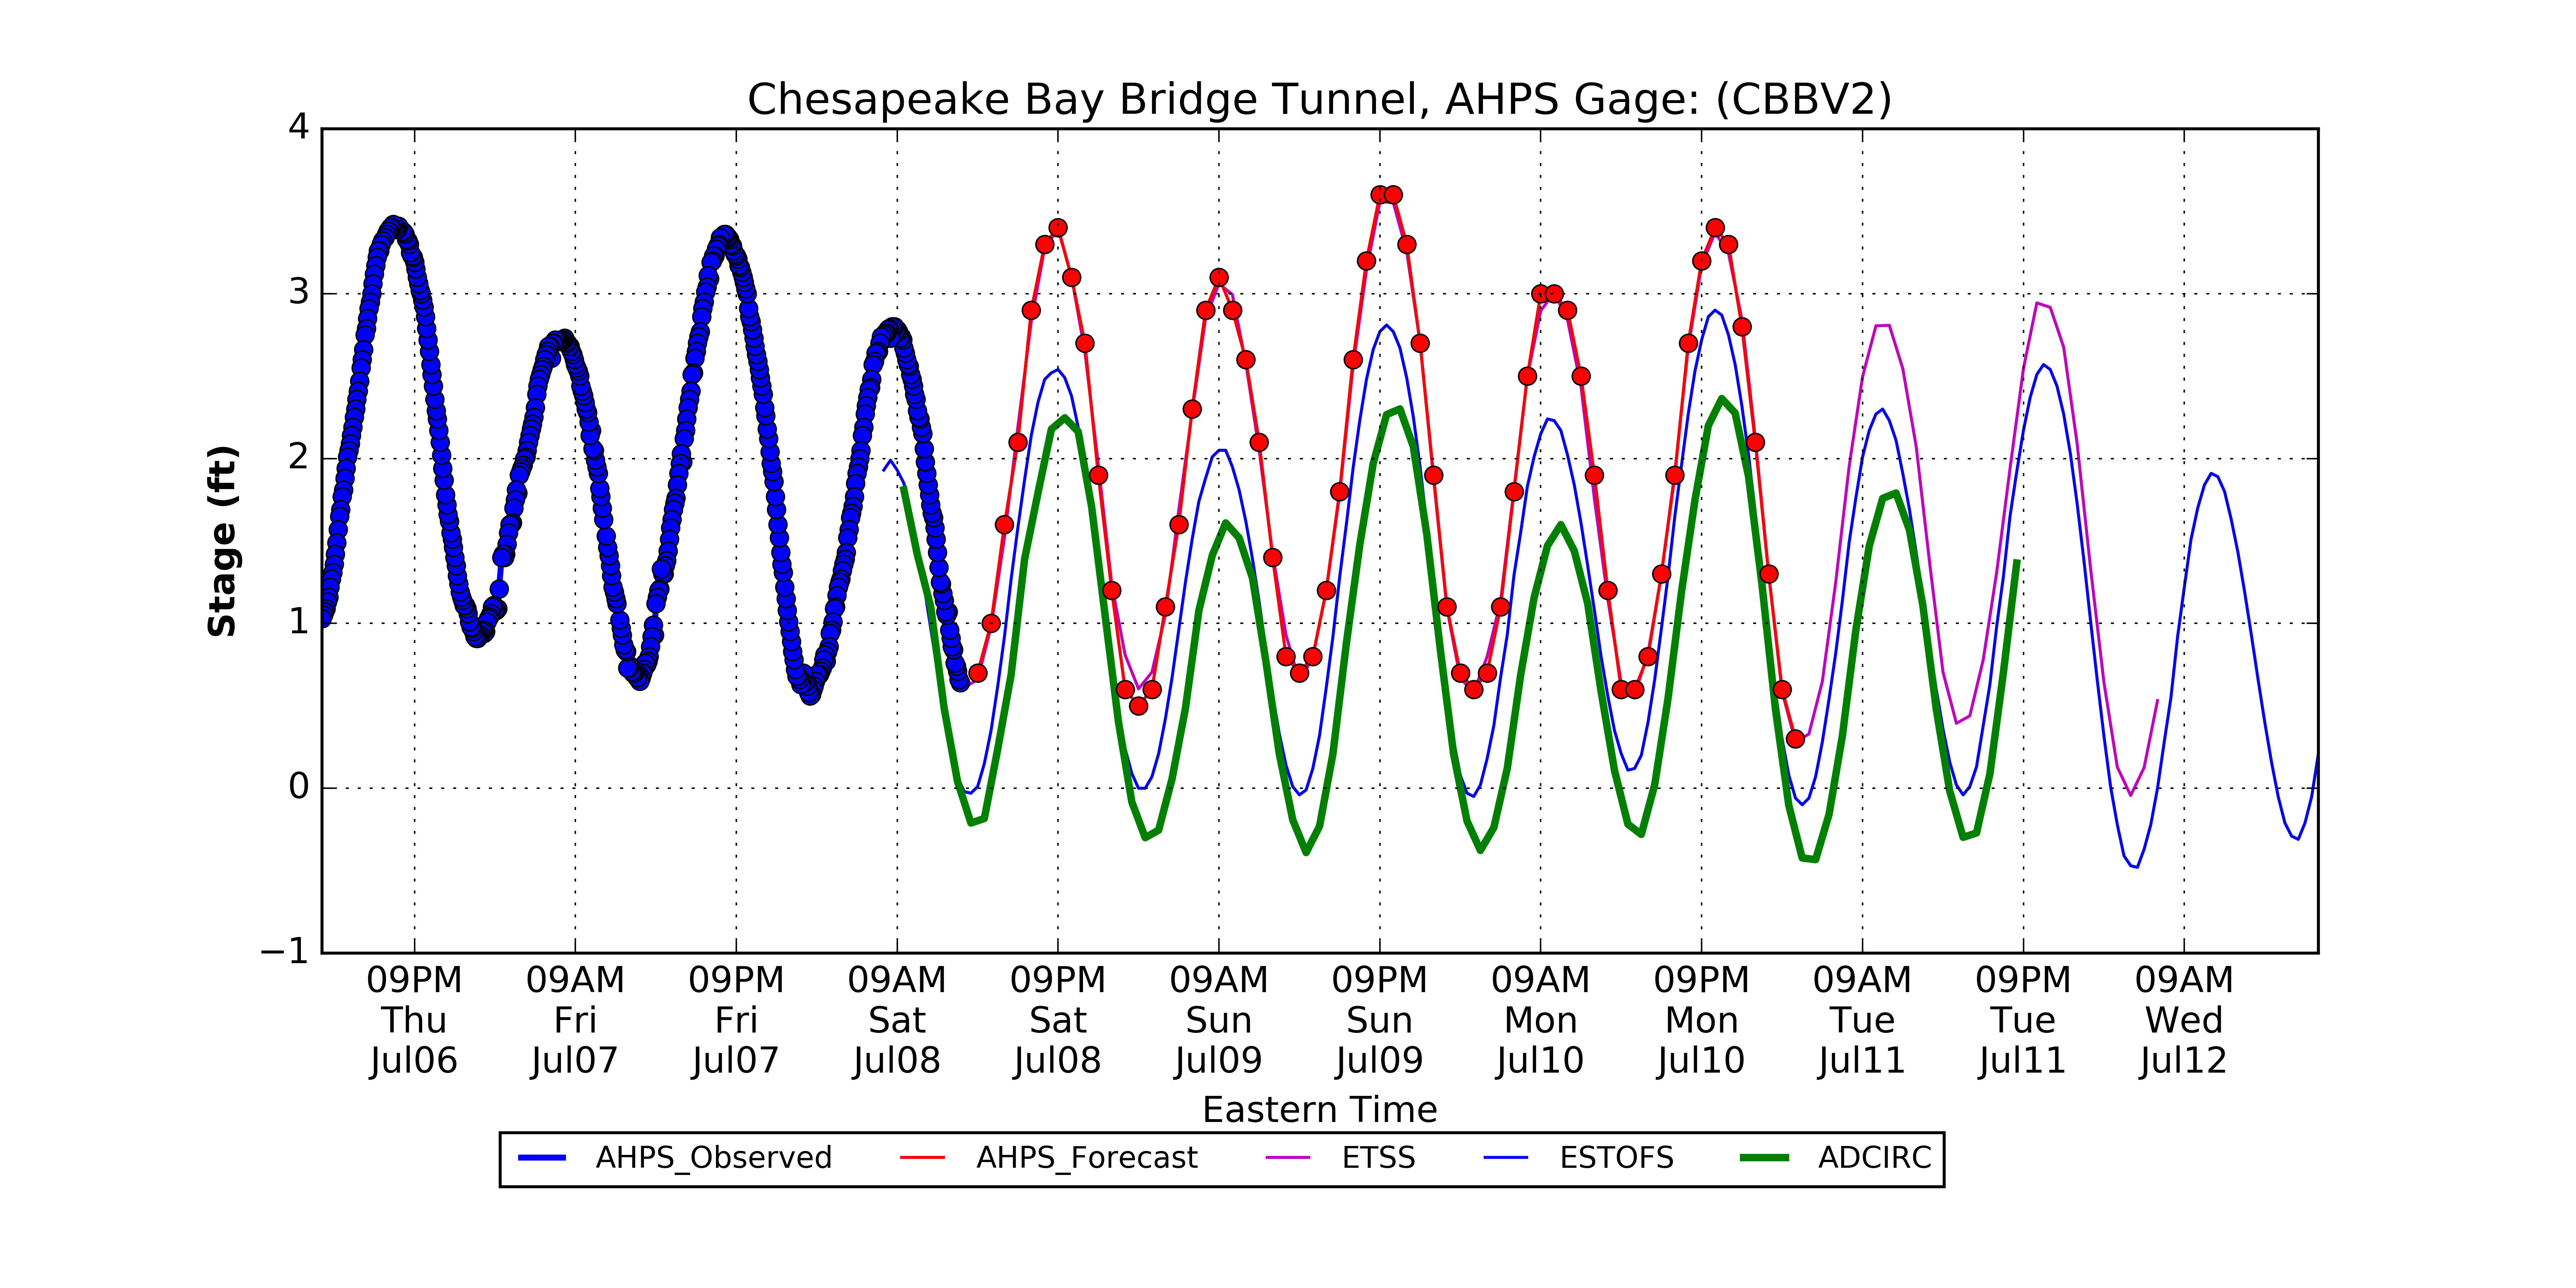 Chesapeake Bay Bridge Tunnel, AHPS Gage: (CBBV2)
4
3
2
1
0
−1
Stage (ft)
09PM 09AM 09PM 09AM 09PM 09AM 09PM 09AM 09PM 09AM 09PM 09AM
Thu Fri Fri Sat Sat Sun Sun Mon Mon Tue Tue Wed
Jul06 Jul07 Jul07 Jul08 Jul08 Jul09 Jul09 Jul10 Jul10 Jul11 Jul11 Jul12
Eastern Time
AHPS_Observed AHPS_Forecast ETSS ESTOFS ADCIRC